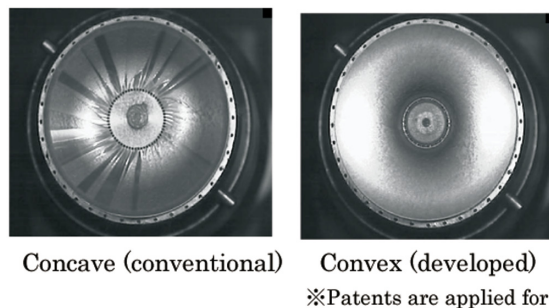 Concave (conventional)
Convex (developed)
※Patents are applied for